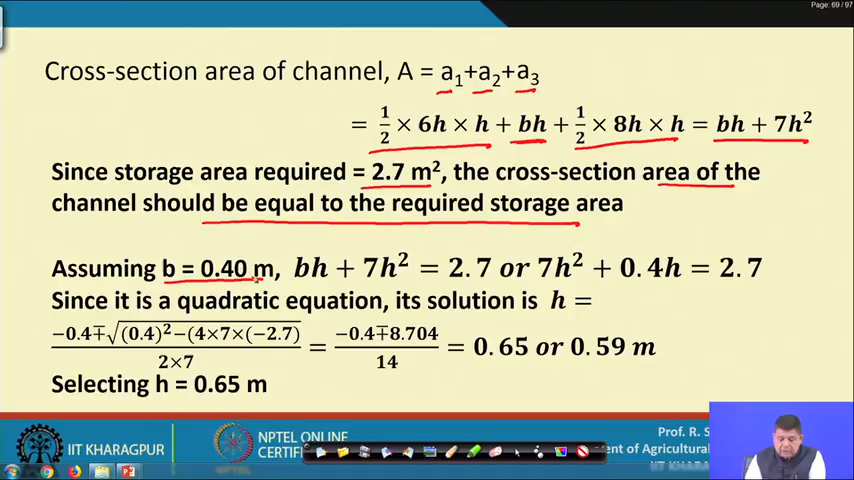 Page: 69 / 97
Cross-section area of channel, A = a₁+a₂+a₃
= 1/2 × 6h × h + bh + 1/2 × 8h × h = bh + 7h²
Since storage area required = 2.7 m², the cross-section area of the
channel should be equal to the required storage area
Assuming b = 0.40 m, bh + 7h² = 2.7 or 7h² + 0.4h = 2.7
Since it is a quadratic equation, its solution is h =
(−0.4∓√((0.4)²−(4×7×(−2.7)))/(2×7) = (−0.4∓8.704)/14 = 0.65 or 0.59 m
Selecting h = 0.65 m
IIT KHARAGPUR
NPTEL ONLINE
CERTIF
Prof. R.
of Agricultural
IIT KHARA